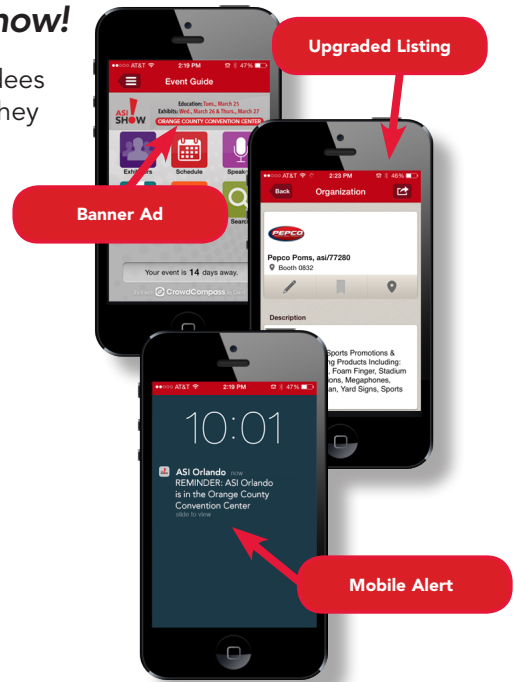 now!
Upgraded Listing
AT&T 2:19 PM 47%
Event Guide
ASI SHOW
Education: Tues., March 25
Exhibits: Wed., March 26 & Thurs., March 27
ORANGE COUNTY CONVENTION CENTER
Exhibitors Schedule
Banner Ad
Your event is 14 days away.
CrowdCompass
AT&T 2:23 PM 46%
Back Organization
PEPCO
Pepco Poms, asi/77280
Booth 0832
Description
Sports Promotions &
Products Including:
Foam Finger, Stadium
Megaphones,
Yard Signs, Sports
AT&T 2:19 PM 47%
10:01
ASI Orlando now
REMINDER: ASI Orlando
is in the Orange County
Convention Center
slide to view
Mobile Alert